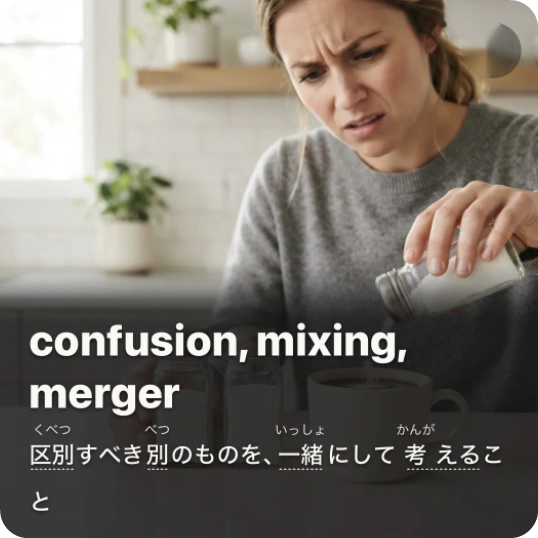 confusion, mixing,
merger
くべつ べつ いっしょ かんが
区別すべき別のものを、一緒にして考えるこ
と